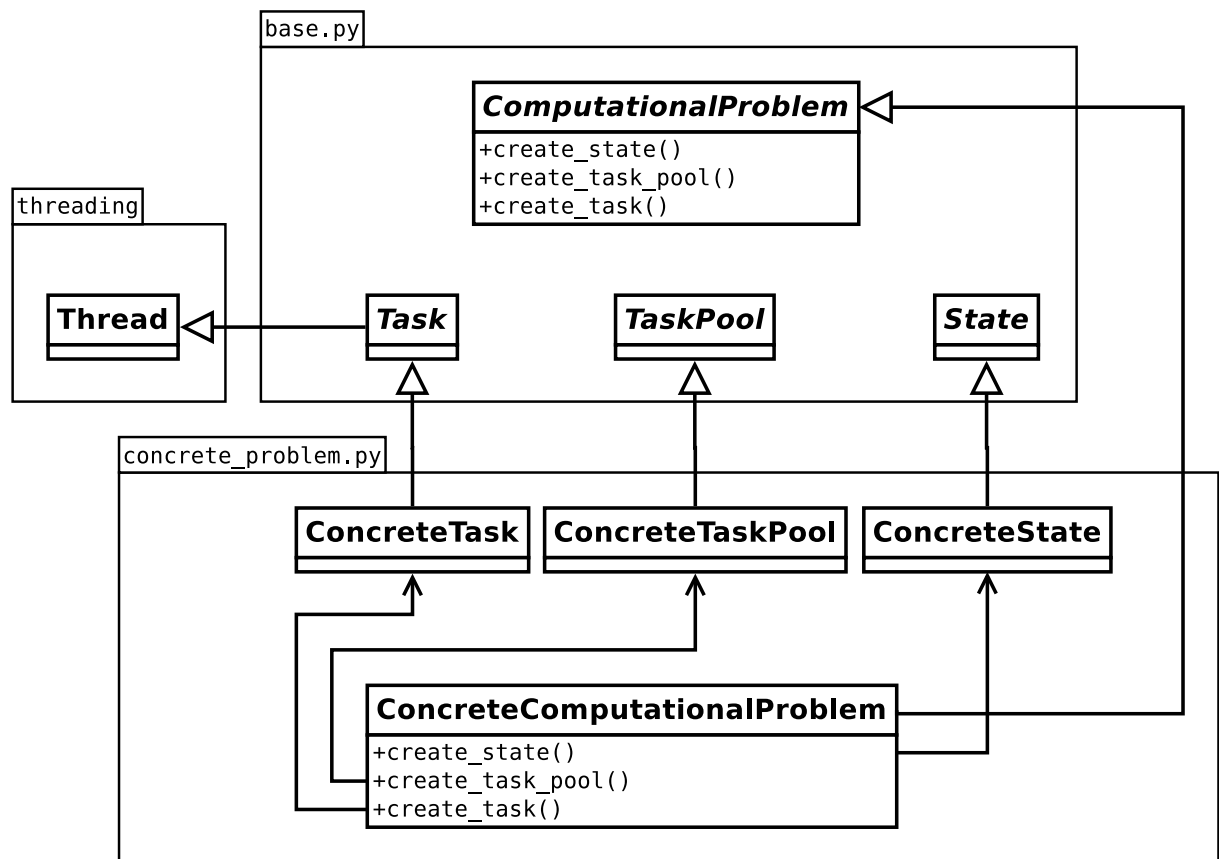 base.py
ComputationalProblem
+create_state()
+create_task_pool()
+create_task()
threading
Thread
Task
TaskPool
State
concrete_problem.py
ConcreteTask
ConcreteTaskPool
ConcreteState
ConcreteComputationalProblem
+create_state()
+create_task_pool()
+create_task()